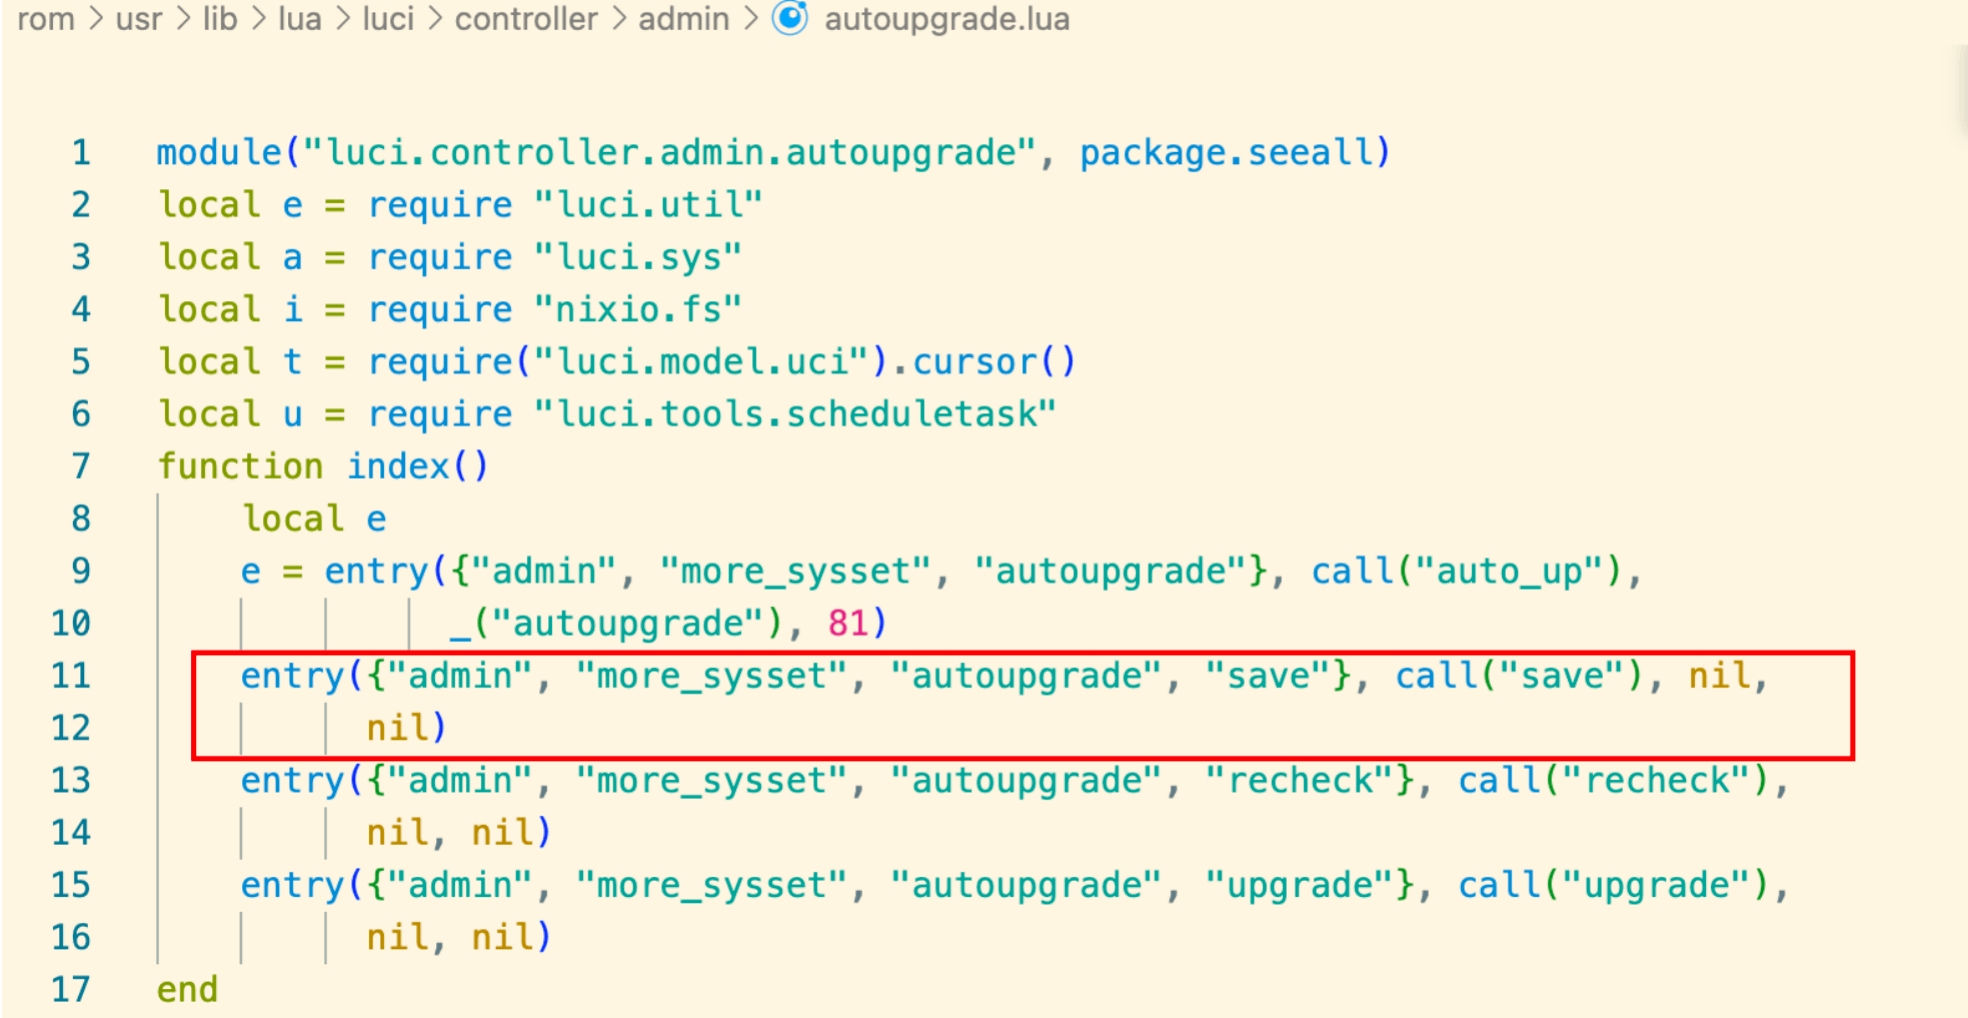 rom > usr > lib > lua > luci > controller > admin > autoupgrade.lua
1 module("luci.controller.admin.autoupgrade", package.seeall)
2 local e = require "luci.util"
3 local a = require "luci.sys"
4 local i = require "nixio.fs"
5 local t = require("luci.model.uci").cursor()
6 local u = require "luci.tools.scheduletask"
7 function index()
8 local e
9 e = entry({"admin", "more_sysset", "autoupgrade"}, call("auto_up"),
10 _("autoupgrade"), 81)
11 entry({"admin", "more_sysset", "autoupgrade", "save"}, call("save"), nil,
12 nil)
13 entry({"admin", "more_sysset", "autoupgrade", "recheck"}, call("recheck"),
14 nil, nil)
15 entry({"admin", "more_sysset", "autoupgrade", "upgrade"}, call("upgrade"),
16 nil, nil)
17 end